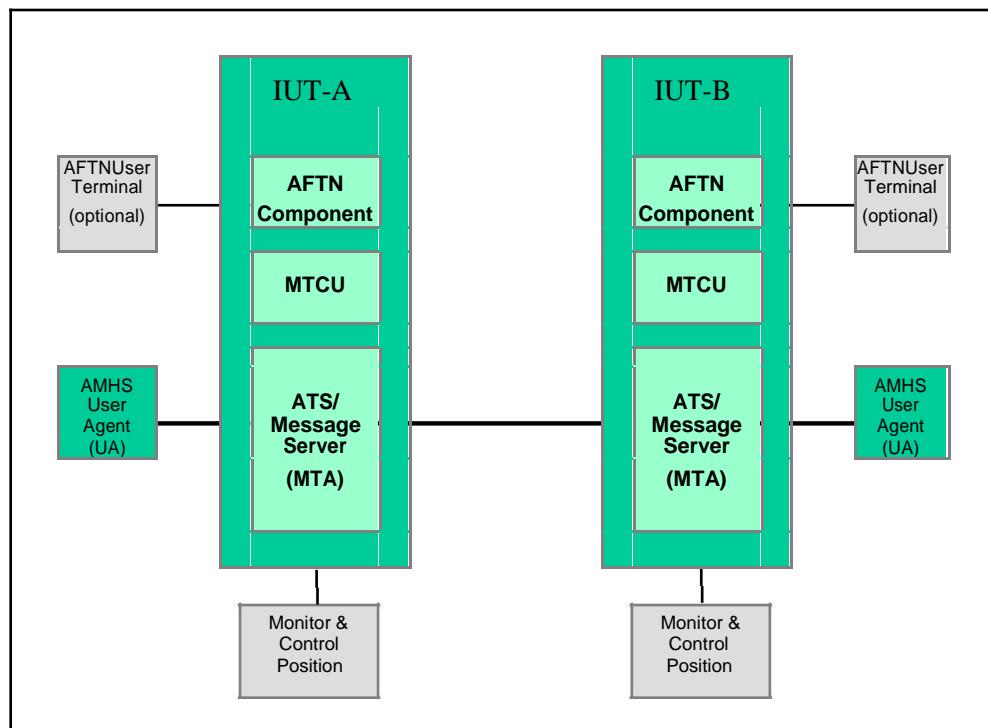 IUT-A
IUT-B
AFTNUser
Terminal
(optional)
AFTN
Component
AFTN
Component
AFTNUser
Terminal
(optional)
MTCU
MTCU
AMHS
User
Agent
(UA)
ATS/
Message
Server
(MTA)
ATS/
Message
Server
(MTA)
AMHS
User
Agent
(UA)
Monitor &
Control
Position
Monitor &
Control
Position